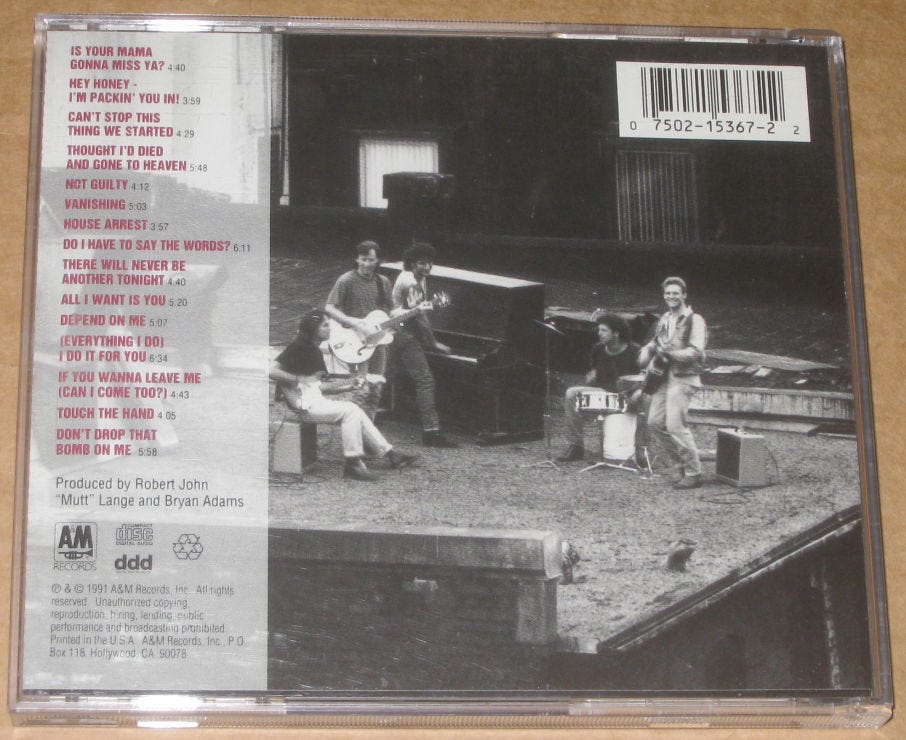 IS YOUR MAMA
GONNA MISS YA? 4:40
HEY HONEY -
I'M PACKIN' YOU IN! 3:59
CAN'T STOP THIS
THING WE STARTED 4:29
THOUGHT I'D DIED
AND GONE TO HEAVEN 5:48
NOT GUILTY 4:12
VANISHING 5:03
HOUSE ARREST 3:57
DO I HAVE TO SAY THE WORDS? 6:11
THERE WILL NEVER BE
ANOTHER TONIGHT 4:40
ALL I WANT IS YOU 5:20
DEPEND ON ME 5:07
(EVERYTHING I DO)
I DO IT FOR YOU 6:34
IF YOU WANNA LEAVE ME
(CAN I COME TOO?) 4:43
TOUCH THE HAND 4:05
DON'T DROP THAT
BOMB ON ME 5:58
Produced by Robert John
"Mutt" Lange and Bryan Adams
A&M
RECORDS
COMPACT
disc
DIGITAL AUDIO
ddd
℗ & © 1991 A&M Records, Inc. All rights
reserved. Unauthorized copying,
reproduction, hiring, lending, public
performance and broadcasting prohibited.
Printed in the U.S.A. A&M Records, Inc., P.O.
Box 118, Hollywood, CA 90078
0 7502-15367-2 2